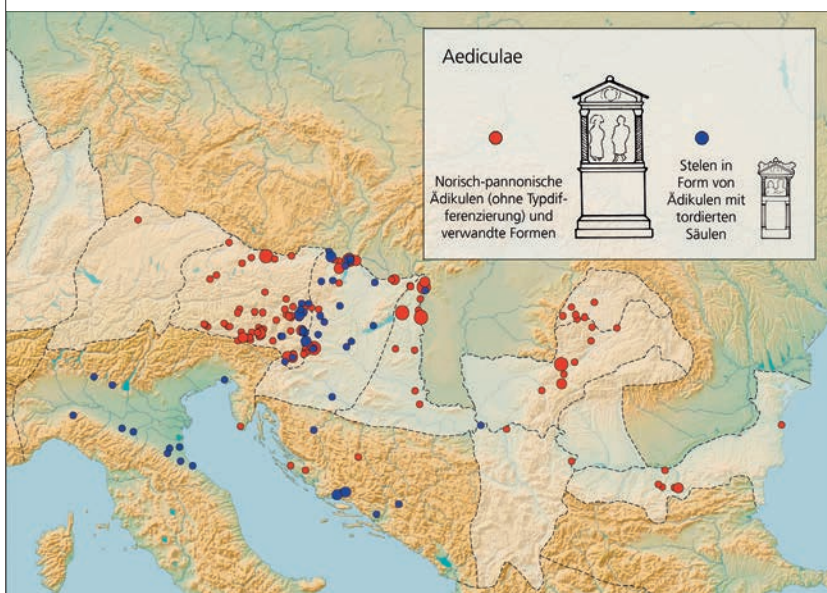 Aediculae
Norisch-pannonische
Ädikulen (ohne Typdif-
ferenzierung) und
verwandte Formen
Stelen in
Form von
Ädikulen mit
tordierten
Säulen